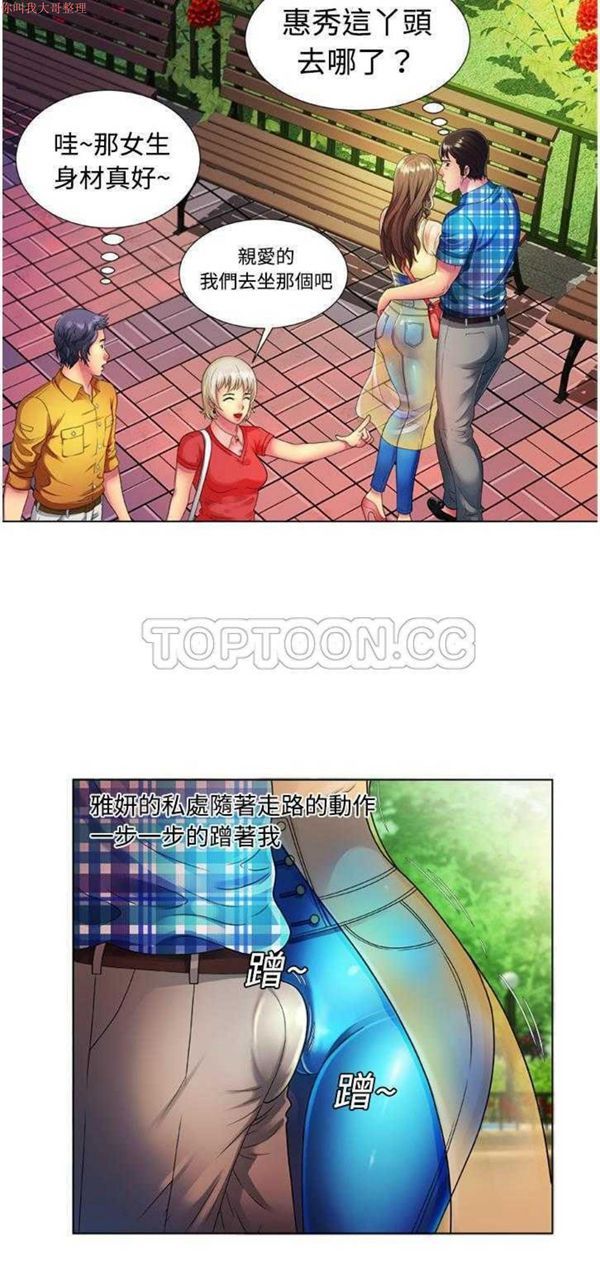 你叫我大哥整理
惠秀這丫頭
去哪了？
哇~那女生
身材真好~
親愛的
我們去坐那個吧
TOPTOON.CC
雅妍的私處隨著走路的動作
一步一步的蹭著我
蹭~
蹭~